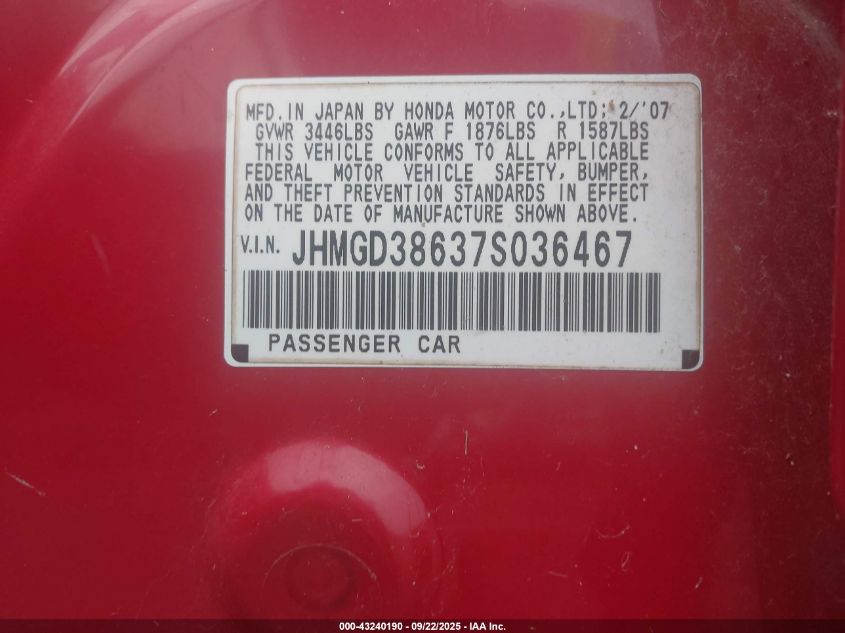 MFD. IN JAPAN BY HONDA MOTOR CO.,LTD; 2/'07
GVWR 3446LBS GAWR F 1876LBS R 1587LBS
THIS VEHICLE CONFORMS TO ALL APPLICABLE
FEDERAL MOTOR VEHICLE SAFETY, BUMPER,
AND THEFT PREVENTION STANDARDS IN EFFECT
ON THE DATE OF MANUFACTURE SHOWN ABOVE.
V.I.N. JHMGD38637S036467
PASSENGER CAR
000-43240190 - 09/22/2025 - IAA Inc.